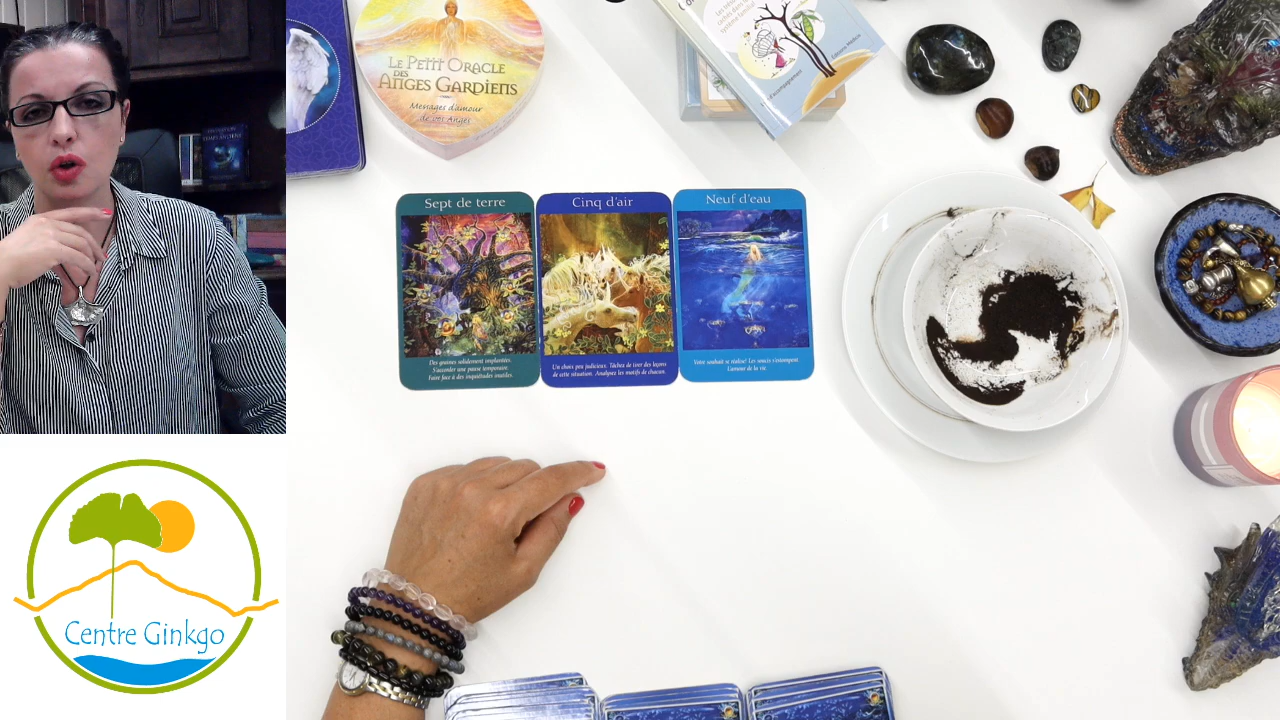 LE PETIT ORACLE
DES
ANGES GARDIENS
Messages d'amour
de vos Anges
Sept de terre
Des graines solidement implantées.
S'accorder une pause temporaire.
Faire face à des inquiétudes inutiles.
Cinq d'air
Un choix peu judicieux. Tâchez de tirer des leçons
de cette situation. Analysez les motifs de chacun.
Neuf d'eau
Votre souhait se réalise! Les soucis s'estompent.
L'amour de la vie.
Centre Ginkgo